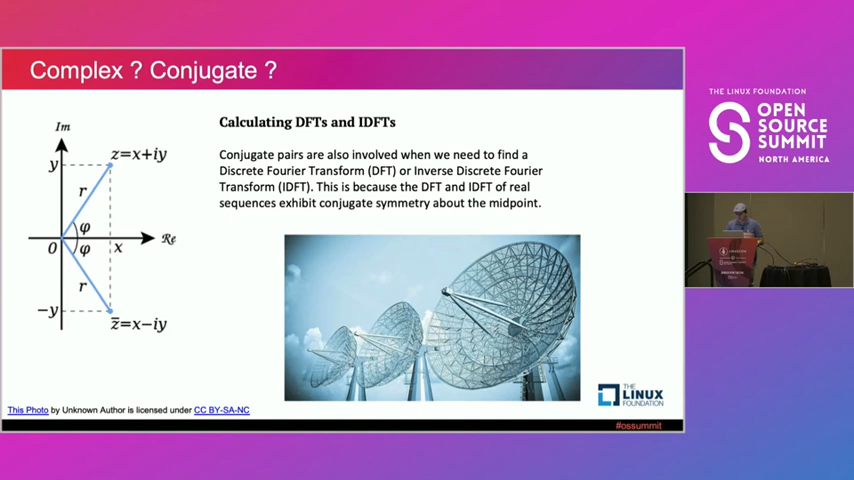 Complex ? Conjugate ?
Im
y
z=x+iy
r
φ
0
φ
x
Re
r
−y
z̅=x−iy
Calculating DFTs and IDFTs
Conjugate pairs are also involved when we need to find a
Discrete Fourier Transform (DFT) or Inverse Discrete Fourier
Transform (IDFT). This is because the DFT and IDFT of real
sequences exhibit conjugate symmetry about the midpoint.
THE
LINUX
FOUNDATION
This Photo by Unknown Author is licensed under CC BY-SA-NC
#ossummit
THE LINUX FOUNDATION
OPEN
SOURCE
SUMMIT
NORTH AMERICA